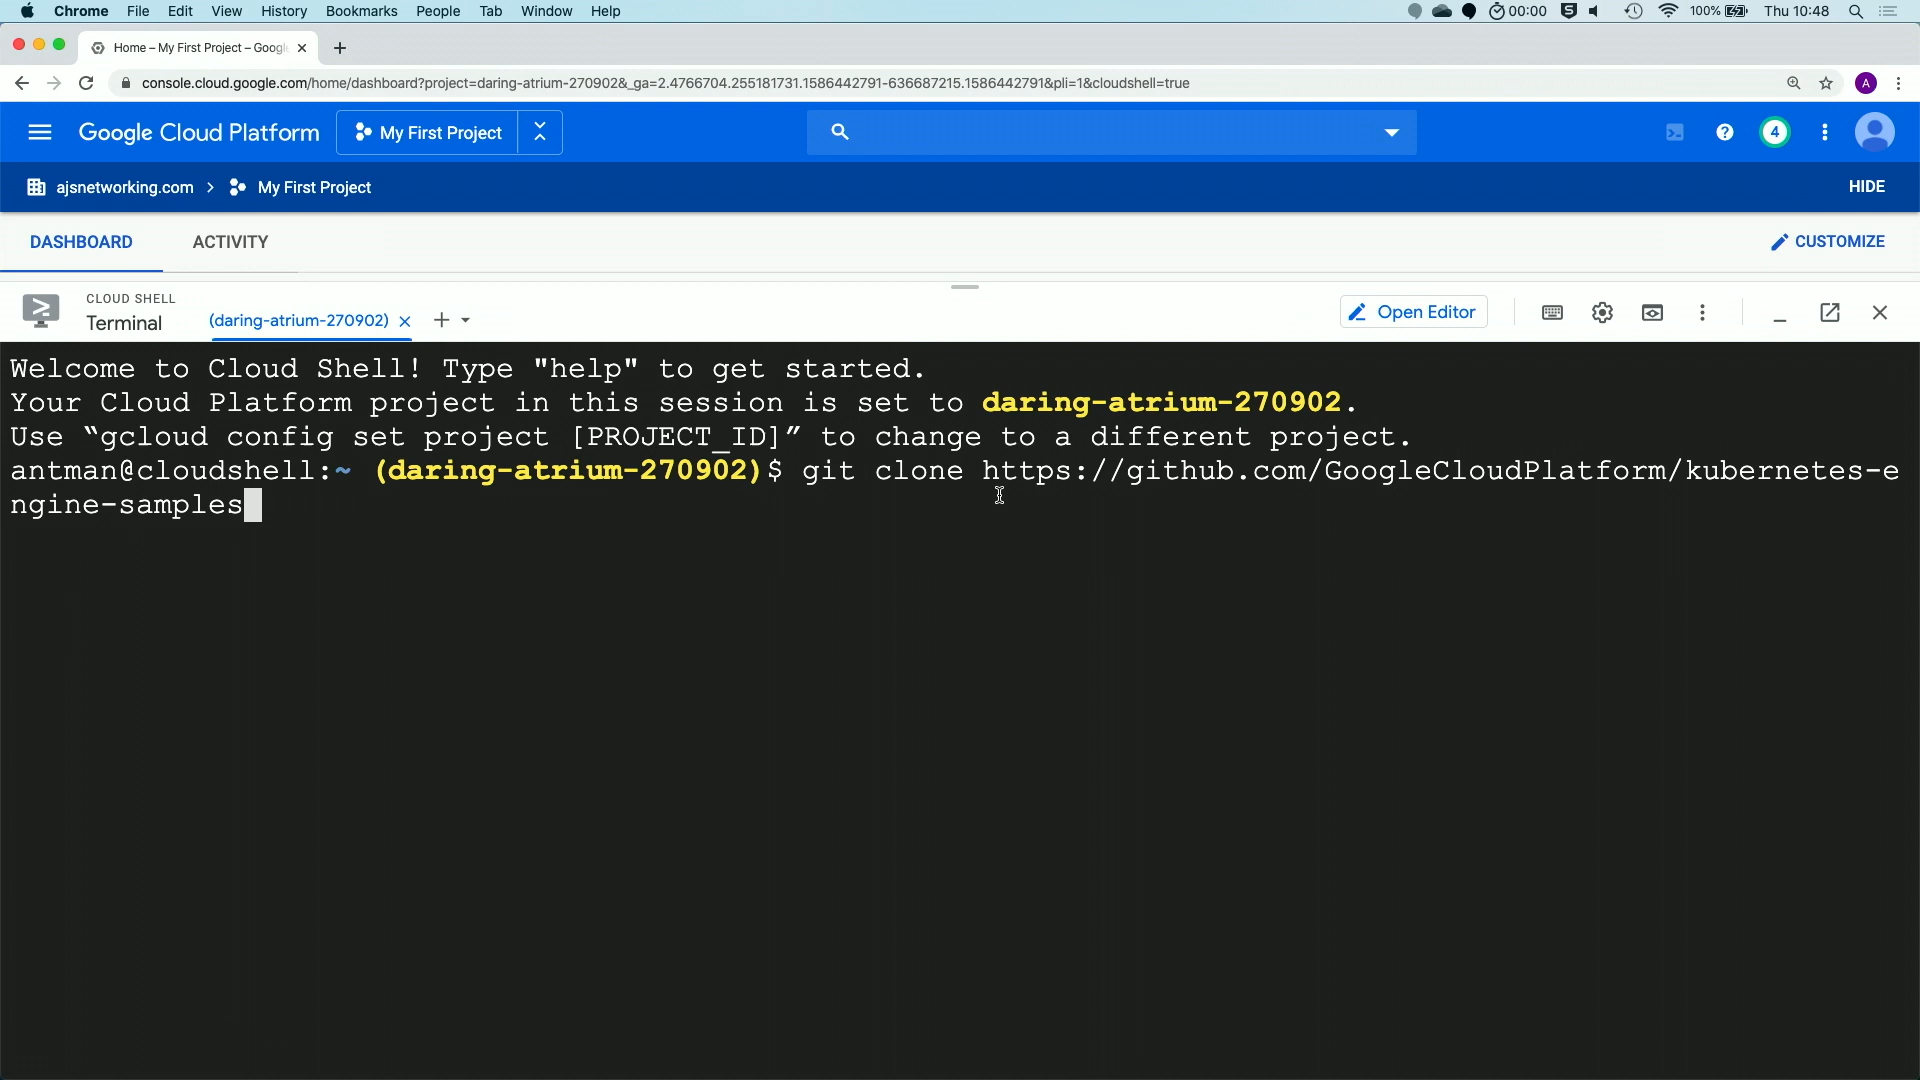 Chrome File Edit View History Bookmarks People Tab Window Help 00:00 100% Thu 10:48
Home – My First Project – Google
console.cloud.google.com/home/dashboard?project=daring-atrium-270902&_ga=2.4766704.255181731.1586442791-636687215.1586442791&pli=1&cloudshell=true A
Google Cloud Platform My First Project ? 4
ajsnetworking.com > My First Project HIDE
DASHBOARD ACTIVITY CUSTOMIZE
CLOUD SHELL
Terminal (daring-atrium-270902) Open Editor
Welcome to Cloud Shell! Type "help" to get started.
Your Cloud Platform project in this session is set to daring-atrium-270902.
Use “gcloud config set project [PROJECT_ID]” to change to a different project.
antman@cloudshell:~ (daring-atrium-270902)$ git clone https://github.com/GoogleCloudPlatform/kubernetes-e
ngine-samples